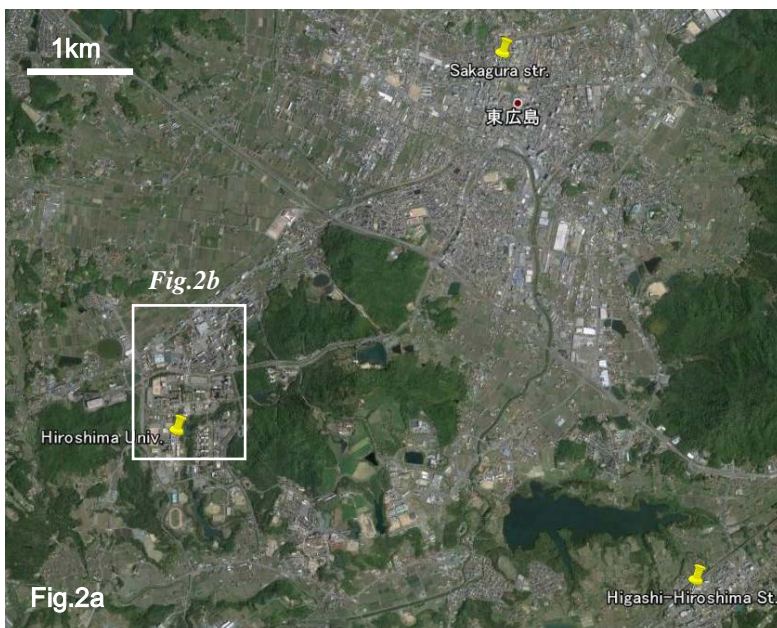 1km
Sakagura str.
東広島
Fig.2b
Hiroshima Univ.
Higashi-Hiroshima St.
Fig.2a